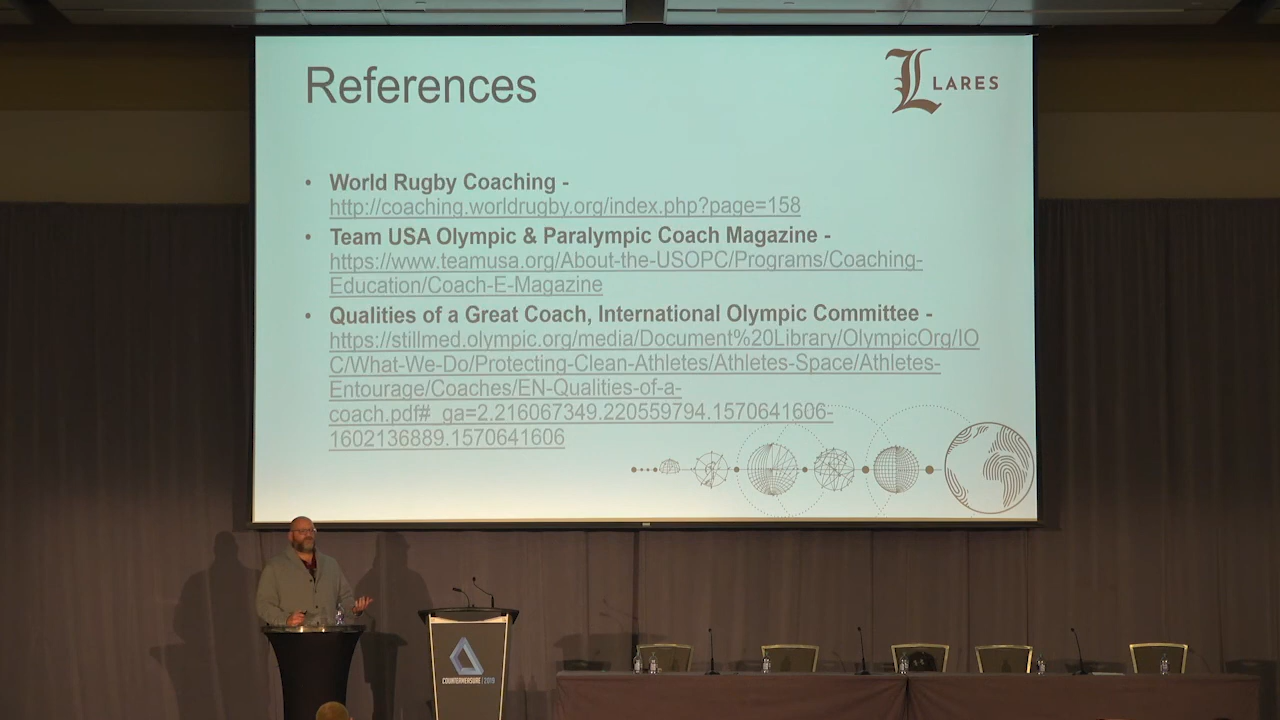 References
L LARES
• World Rugby Coaching -
http://coaching.worldrugby.org/index.php?page=158
• Team USA Olympic & Paralympic Coach Magazine -
https://www.teamusa.org/About-the-USOPC/Programs/Coaching-
Education/Coach-E-Magazine
• Qualities of a Great Coach, International Olympic Committee -
https://stillmed.olympic.org/media/Document%20Library/OlympicOrg/IO
C/What-We-Do/Protecting-Clean-Athletes/Athletes-Space/Athletes-
Entourage/Coaches/EN-Qualities-of-a-
coach.pdf#_ga=2.216067349.220559794.1570641606-
1602136889.1570641606
COUNTERMEASURE | 2019